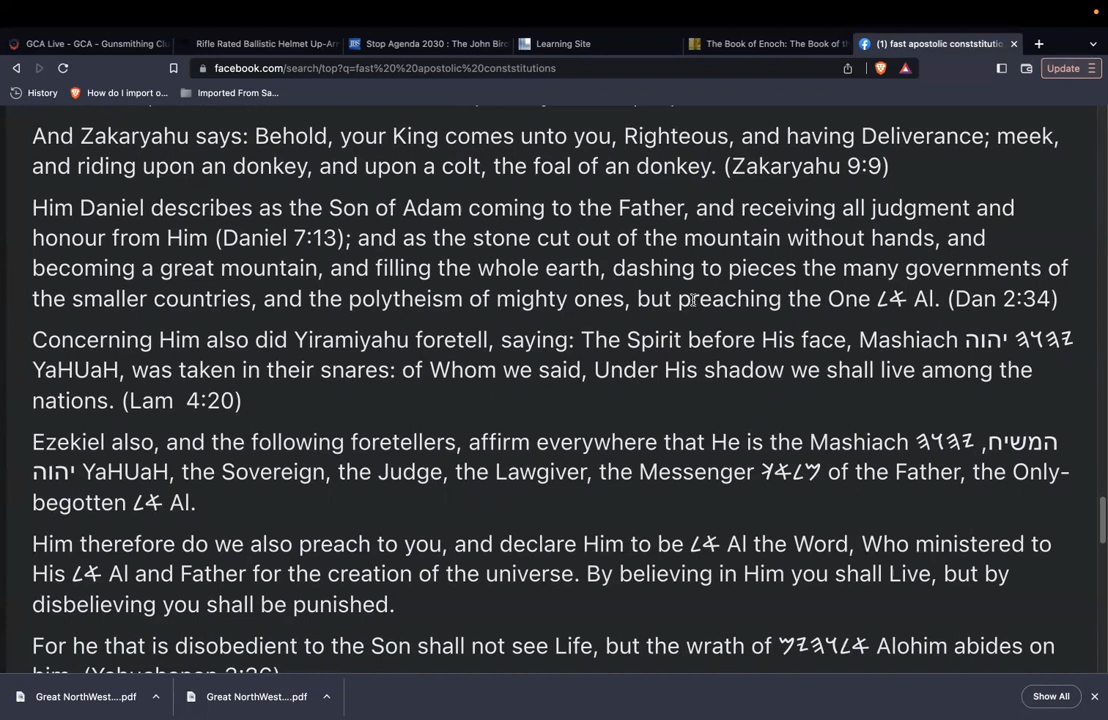 GCA Live - GCA - Gunsmithing Clu
Rifle Rated Ballistic Helmet Up-Arm
Stop Agenda 2030 : The John Birc
Learning Site
The Book of Enoch: The Book of th
(1) fast apostolic conststitutio
facebook.com/search/top?q=fast%20%20apostolic%20conststitutions
Update
History
How do I import o...
Imported From Sa...
And Zakaryahu says: Behold, your King comes unto you, Righteous, and having Deliverance; meek,
and riding upon an donkey, and upon a colt, the foal of an donkey. (Zakaryahu 9:9)
Him Daniel describes as the Son of Adam coming to the Father, and receiving all judgment and
honour from Him (Daniel 7:13); and as the stone cut out of the mountain without hands, and
becoming a great mountain, and filling the whole earth, dashing to pieces the many governments of
the smaller countries, and the polytheism of mighty ones, but preaching the One 𐤀𐤋 Al. (Dan 2:34)
Concerning Him also did Yiramiyahu foretell, saying: The Spirit before His face, Mashiach יהוה 𐤉𐤄𐤅𐤄
YaHUaH, was taken in their snares: of Whom we said, Under His shadow we shall live among the
nations. (Lam 4:20)
Ezekiel also, and the following foretellers, affirm everywhere that He is the Mashiach המשיח, 𐤉𐤄𐤅𐤄
יהוה YaHUaH, the Sovereign, the Judge, the Lawgiver, the Messenger 𐤌𐤋𐤀𐤊 of the Father, the Only-
begotten 𐤀𐤋 Al.
Him therefore do we also preach to you, and declare Him to be 𐤀𐤋 Al the Word, Who ministered to
His 𐤀𐤋 Al and Father for the creation of the universe. By believing in Him you shall Live, but by
disbelieving you shall be punished.
For he that is disobedient to the Son shall not see Life, but the wrath of 𐤀𐤋𐤄𐤉𐤌 Alohim abides on
him. (Yahuchanan 3:36)
Great NorthWest....pdf
Great NorthWest....pdf
Show All